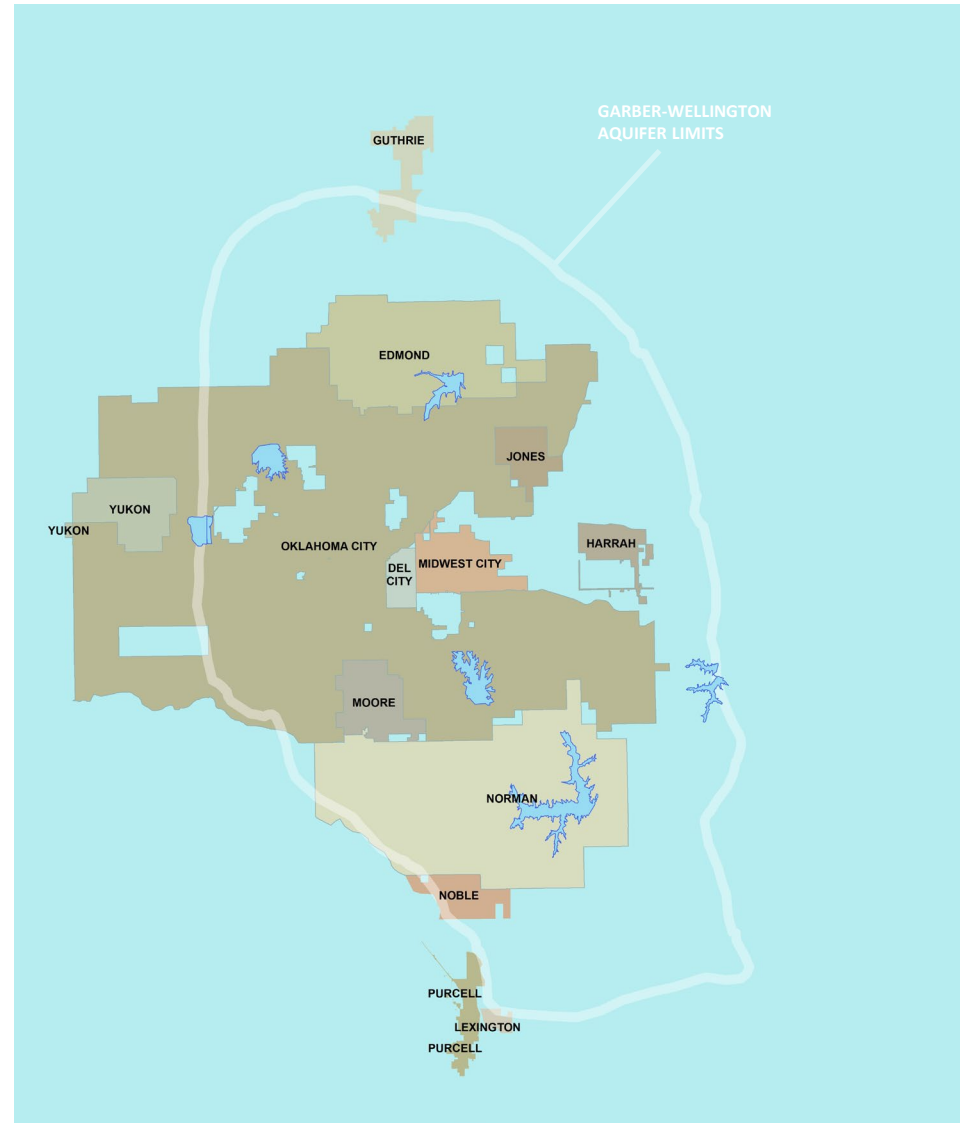 GARBER-WELLINGTON
AQUIFER LIMITS
GUTHRIE
EDMOND
JONES
YUKON
YUKON
OKLAHOMA CITY
HARRAH
MIDWEST CITY
DEL
CITY
MOORE
NORMAN
NOBLE
PURCELL
LEXINGTON
PURCELL